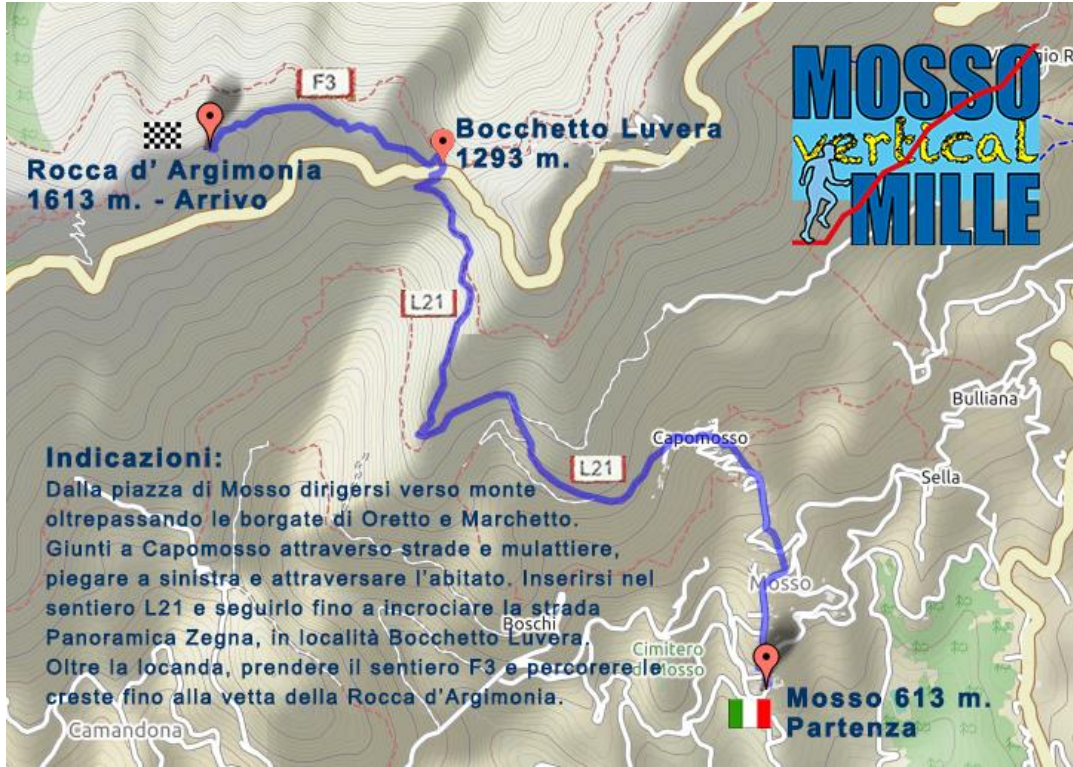 F3
MOSSO
vertical
MILLE
Bocchetto Luvera
1293 m.
Rocca d' Argimonia
1613 m. - Arrivo
L21
Bulliana
Capomosso
L21
Sella
Indicazioni:
Dalla piazza di Mosso dirigersi verso monte
oltrepassando le borgate di Oretto e Marchetto.
Giunti a Capomosso attraverso strade e mulattiere,
piegare a sinistra e attraversare l'abitato. Inserirsi nel
sentiero L21 e seguirlo fino a incrociare la strada
Panoramica Zegna, in località Bocchetto Luvera.
Oltre la locanda, prendere il sentiero F3 e percorere le
creste fino alla vetta della Rocca d'Argimonia.
Mosso
Boschi
Cimitero
di Mosso
Mosso 613 m.
Partenza
Camandona